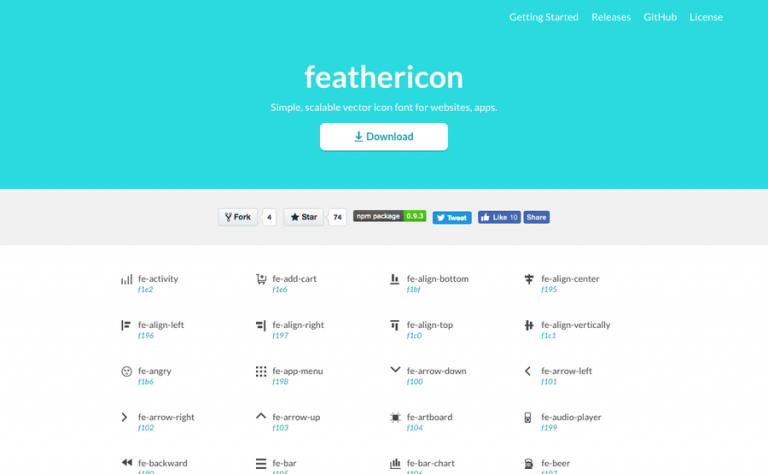 Getting Started Releases GitHub License
feathericon
Simple, scalable vector icon font for websites, apps.
Download
Fork 4 Star 74 npm package 0.9.3 Tweet Like 10 Share
fe-activity fe-add-cart fe-align-bottom fe-align-center
f1e2 f1e6 f1bf f195
fe-align-left fe-align-right fe-align-top fe-align-vertically
f196 f197 f1c0 f1c1
fe-angry fe-app-menu fe-arrow-down fe-arrow-left
f1b6 f198 f100 f101
fe-arrow-right fe-arrow-up fe-artboard fe-audio-player
f102 f103 f104 f199
fe-backward fe-bar fe-bar-chart fe-beer